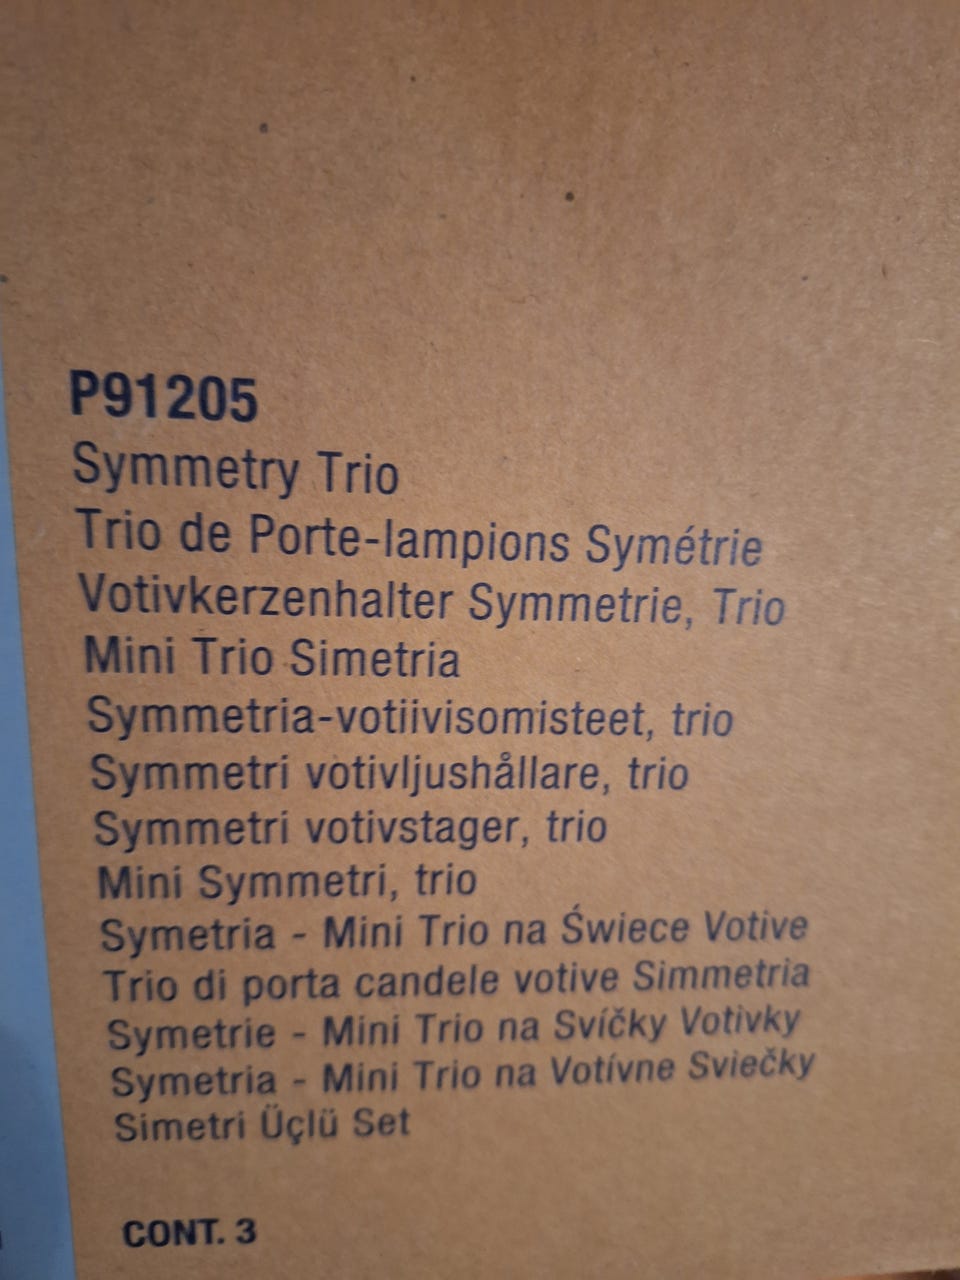 P91205
Symmetry Trio
Trio de Porte-lampions Symétrie
Votivkerzenhalter Symmetrie, Trio
Mini Trio Simetria
Symmetria-votiivisomisteet, trio
Symmetri votivljushållare, trio
Symmetri votivstager, trio
Mini Symmetri, trio
Symetria - Mini Trio na Świece Votive
Trio di porta candele votive Simmetria
Symetrie - Mini Trio na Svíčky Votivky
Symetria - Mini Trio na Votívne Sviečky
Simetri Üçlü Set
CONT. 3